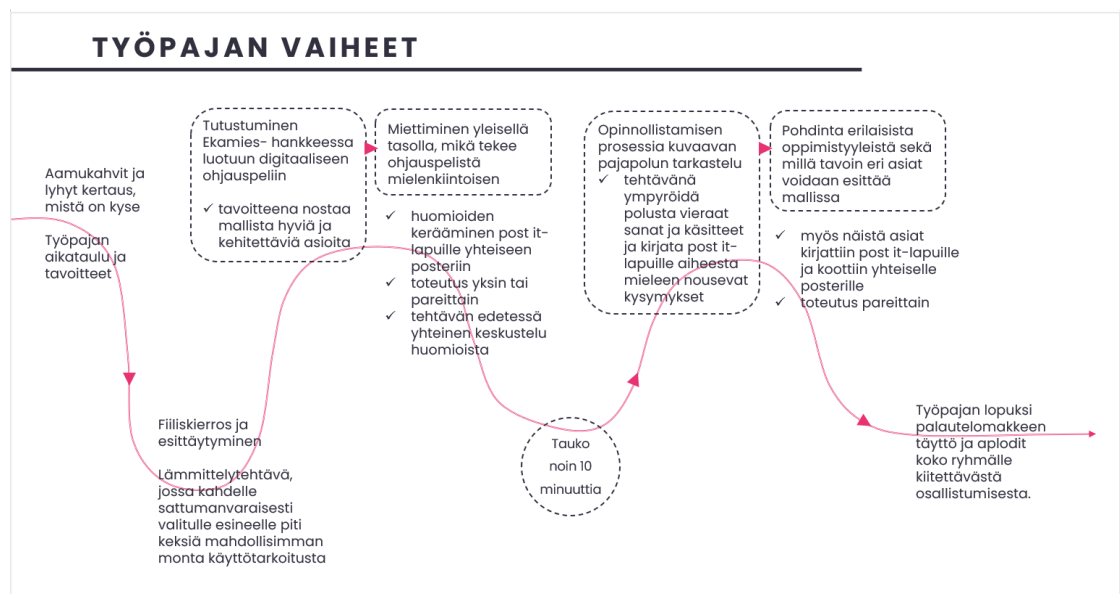 TYÖPAJAN VAIHEET
Aamukahvit ja
lyhyt kertaus,
mistä on kyse
Työpajan
aikataulu ja
tavoitteet
Fiiliskierros ja
esittäytyminen
Lämmittelytehtävä,
jossa kahdelle
sattumanvaraisesti
valitulle esineelle piti
keksiä mahdollisimman
monta käyttötarkoitusta
Tutustuminen
Ekamies- hankkeessa
luotuun digitaaliseen
ohjauspeliin
✓ tavoitteena nostaa
mallista hyviä ja
kehitettäviä asioita
Miettiminen yleisellä
tasolla, mikä tekee
ohjauspelistä
mielenkiintoisen
✓ huomioiden
kerääminen post it-
lapuille yhteiseen
posteriin
✓ toteutus yksin tai
pareittain
✓ tehtävän edetessä
yhteinen keskustelu
huomioista
Tauko
noin 10
minuuttia
Opinnollistamisen
prosessia kuvaavan
pajapolun tarkastelu
✓ tehtävänä
ympyröidä
polusta vieraat
sanat ja käsitteet
ja kirjata post it-
lapuille aiheesta
mieleen nousevat
kysymykset
Pohdinta erilaisista
oppimistyyleistä sekä
millä tavoin eri asiat
voidaan esittää
mallissa
✓ myös näistä asiat
kirjattiin post it-lapuille
ja koottiin yhteiselle
posterille
✓ toteutus pareittain
Työpajan lopuksi
palautelomakkeen
täyttö ja aplodit
koko ryhmälle
kiitettävästä
osallistumisesta.